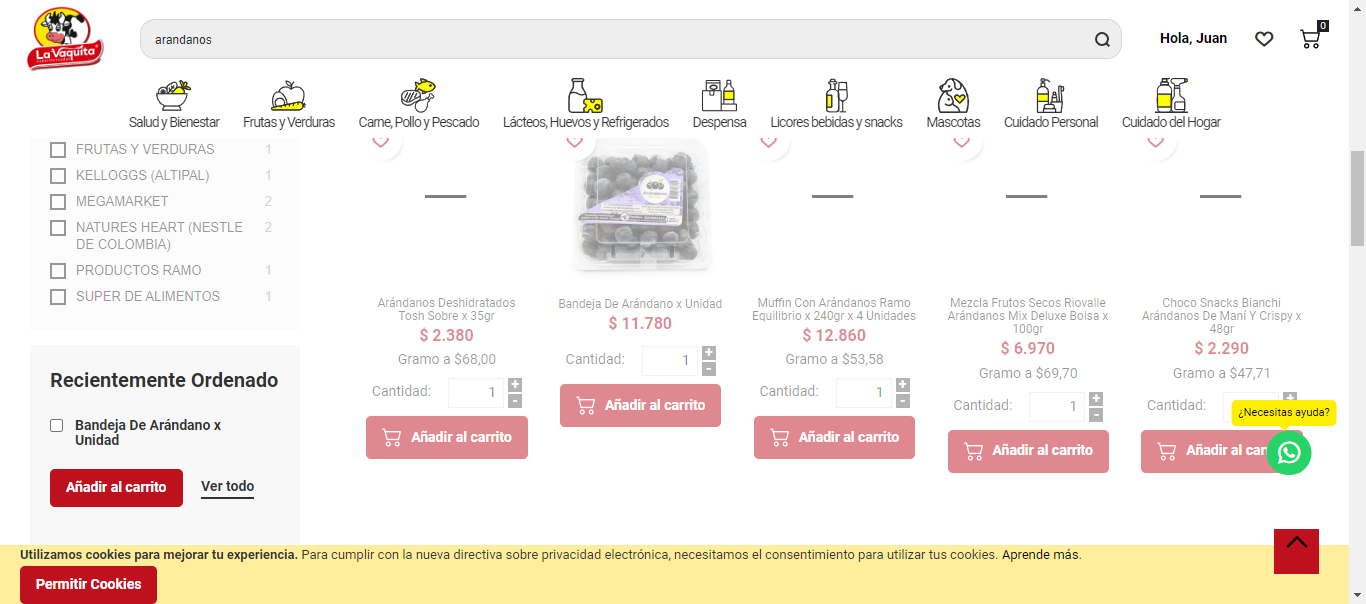 La Vaquita
arandanos
Hola, Juan
0
Salud y Bienestar
Frutas y Verduras
Carne, Pollo y Pescado
Lácteos, Huevos y Refrigerados
Despensa
Licores bebidas y snacks
Mascotas
Cuidado Personal
Cuidado del Hogar
FRUTAS Y VERDURAS 1
KELLOGGS (ALTIPAL) 1
MEGAMARKET 2
NATURES HEART (NESTLE 2
DE COLOMBIA)
PRODUCTOS RAMO 1
SUPER DE ALIMENTOS 1
Recientemente Ordenado
Bandeja De Arándano x
Unidad
Añadir al carrito
Ver todo
Arándanos Deshidratados
Tosh Sobre x 35gr
$ 2.380
Gramo a $68,00
Cantidad: 1 + -
Añadir al carrito
Bandeja De Arándano x Unidad
$ 11.780
Cantidad: 1 + -
Añadir al carrito
Muffin Con Arándanos Ramo
Equilibrio x 240gr x 4 Unidades
$ 12.860
Gramo a $53,58
Cantidad: 1 + -
Añadir al carrito
Mezcla Frutos Secos Riovalle
Arándanos Mix Deluxe Bolsa x
100gr
$ 6.970
Gramo a $69,70
Cantidad: 1 + -
Añadir al carrito
Choco Snacks Bianchi
Arándanos De Maní Y Crispy x
48gr
$ 2.290
Gramo a $47,71
Cantidad: +
Añadir al car
¿Necesitas ayuda?
Utilizamos cookies para mejorar tu experiencia. Para cumplir con la nueva directiva sobre privacidad electrónica, necesitamos el consentimiento para utilizar tus cookies. Aprende más.
Permitir Cookies